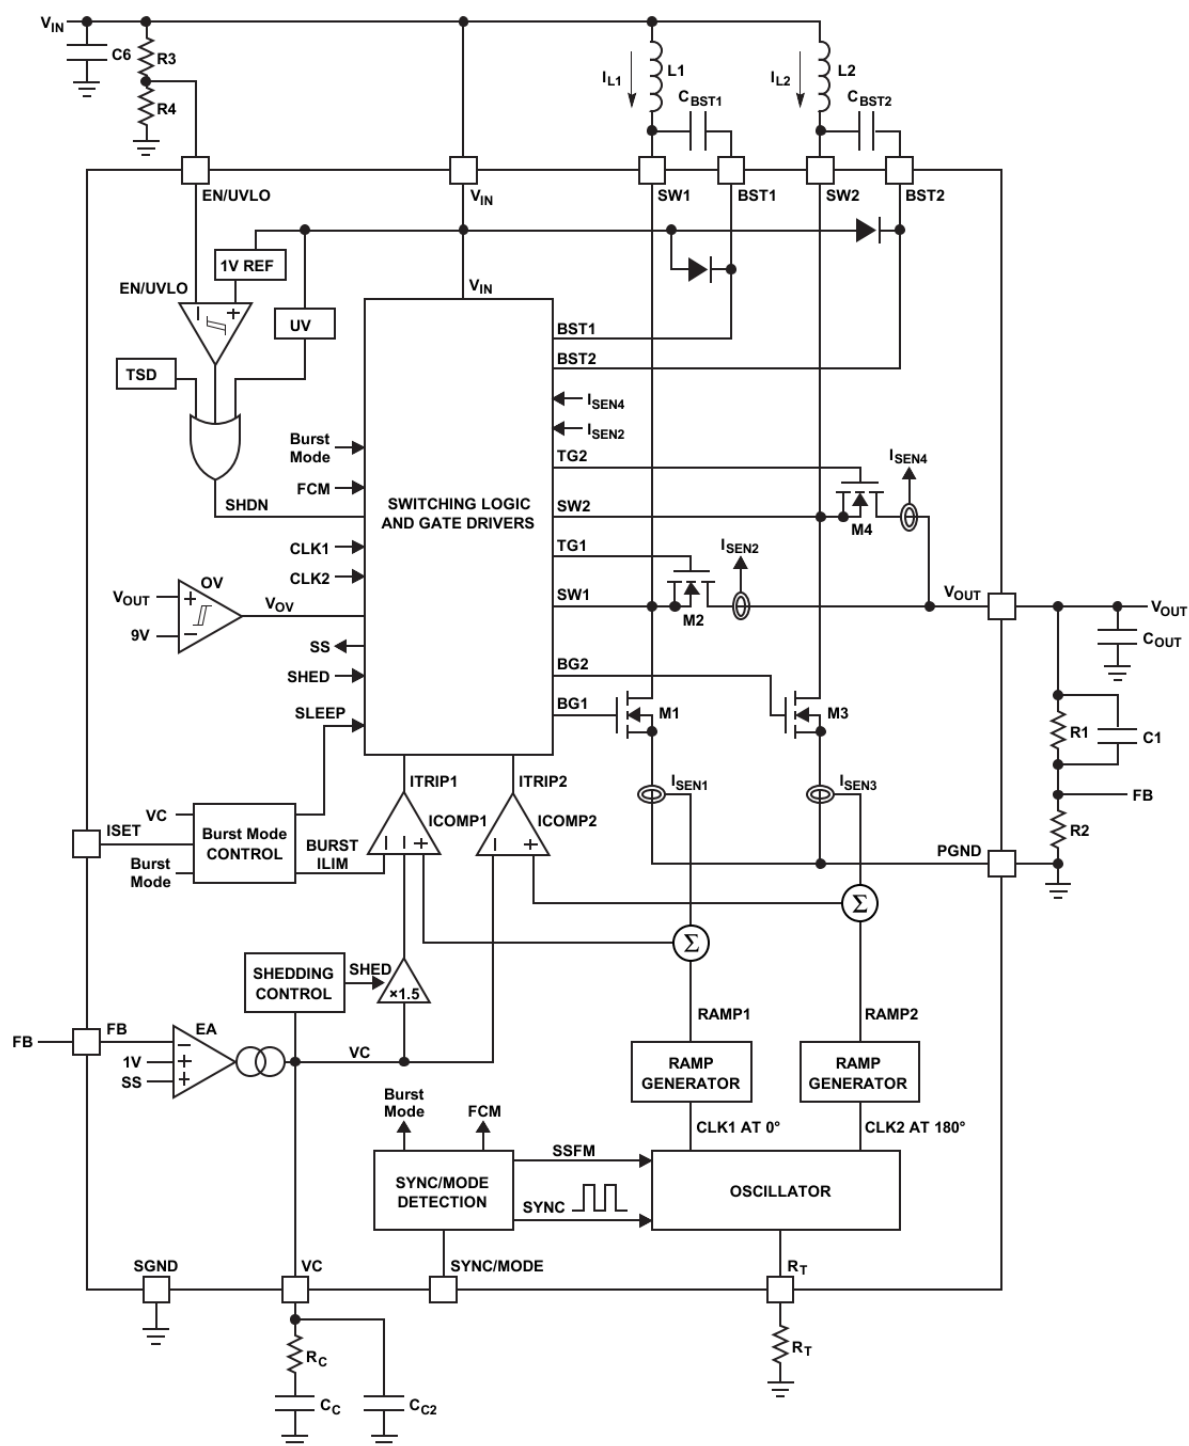 VIN
C6
R3
R4
IL1
L1
CBST1
IL2
L2
CBST2
EN/UVLO
VIN
SW1
BST1
SW2
BST2
1V REF
EN/UVLO
UV
TSD
VIN
BST1
BST2
ISEN4
ISEN2
TG2
ISEN4
Burst
Mode
FCM
SHDN
SWITCHING LOGIC
AND GATE DRIVERS
SW2
M4
CLK1
CLK2
TG1
ISEN2
OV
VOUT
9V
VOV
SW1
M2
VOUT
VOUT
COUT
SS
SHED
BG2
SLEEP
BG1
M1
M3
R1
C1
ITRIP1
ITRIP2
ISEN1
ISEN3
FB
VC
ISET
Burst
Mode
Burst Mode
CONTROL
BURST
ILIM
ICOMP1
ICOMP2
R2
PGND
Σ
Σ
SHEDDING
CONTROL
SHED
×1.5
RAMP1
RAMP2
FB
FB
EA
1V
SS
VC
RAMP
GENERATOR
RAMP
GENERATOR
Burst
Mode
FCM
CLK1 AT 0°
CLK2 AT 180°
SYNC/MODE
DETECTION
SSFM
SYNC
OSCILLATOR
SGND
VC
SYNC/MODE
RT
RC
RT
CC
CC2